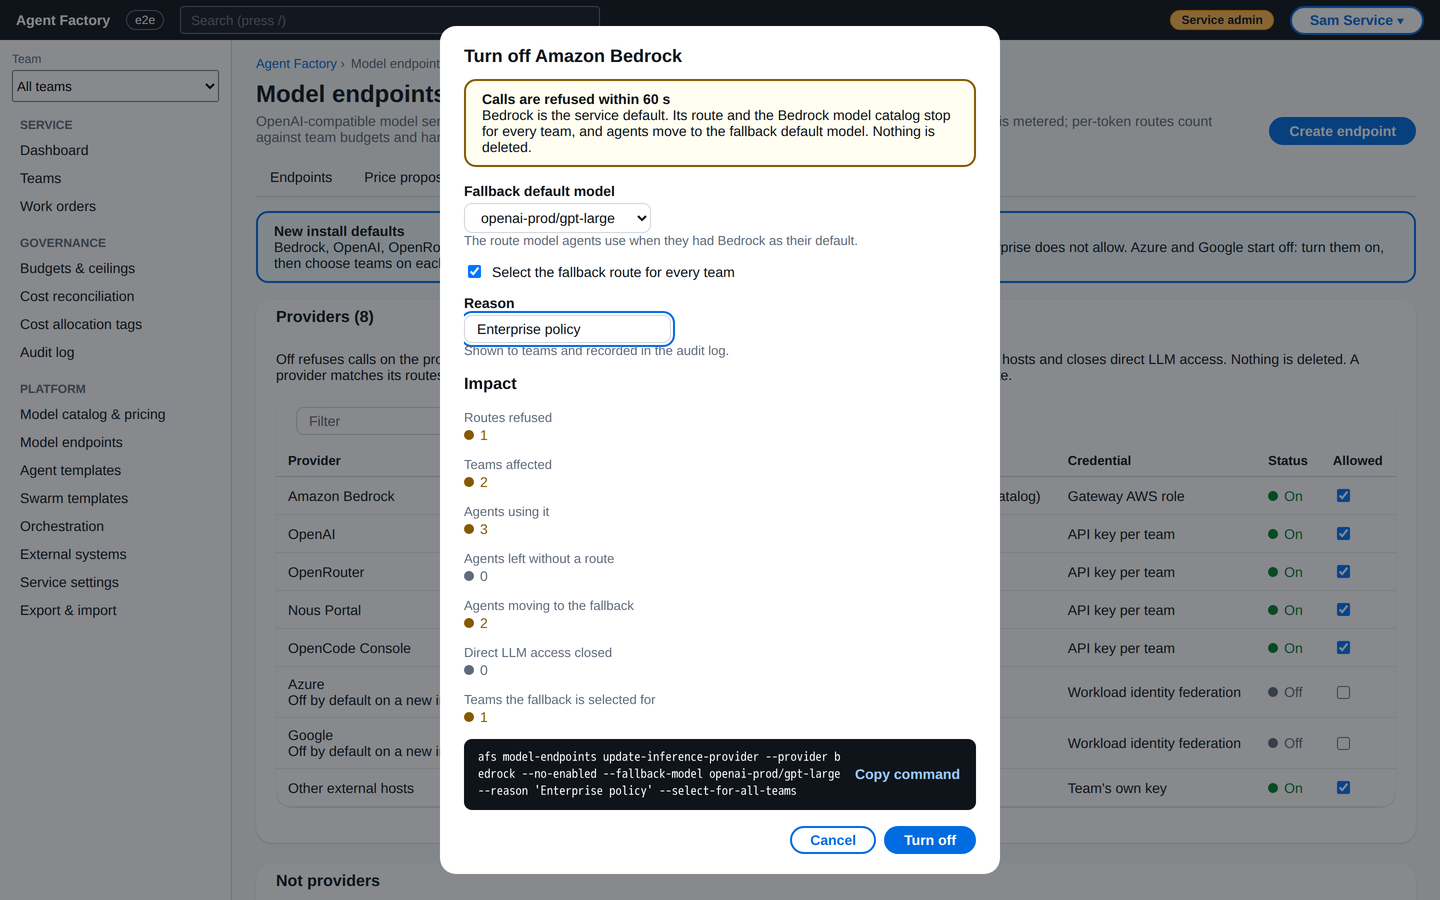 Agent Factory
e2e
Search (press /)
Service admin
Sam Service
Team
All teams
SERVICE
Dashboard
Teams
Work orders
GOVERNANCE
Budgets & ceilings
Cost reconciliation
Cost allocation tags
Audit log
PLATFORM
Model catalog & pricing
Model endpoints
Agent templates
Swarm templates
Orchestration
External systems
Service settings
Export & import
Agent Factory › Model endpoint
Model endpoints
OpenAI-compatible model ser
against team budgets and har
is metered; per-token routes count
Create endpoint
Endpoints
Price propos
New install defaults
Bedrock, OpenAI, OpenRo
then choose teams on eac
prise does not allow. Azure and Google start off: turn them on,
Providers (8)
Off refuses calls on the pro
provider matches its routes
hosts and closes direct LLM access. Nothing is deleted. A
e.
Filter
Provider
Credential
Status
Allowed
Amazon Bedrock
atalog)
Gateway AWS role
On
OpenAI
API key per team
On
OpenRouter
API key per team
On
Nous Portal
API key per team
On
OpenCode Console
API key per team
On
Azure
Off by default on a new i
Workload identity federation
Off
Google
Off by default on a new i
Workload identity federation
Off
Other external hosts
Team's own key
On
Not providers
Turn off Amazon Bedrock
Calls are refused within 60 s
Bedrock is the service default. Its route and the Bedrock model catalog stop
for every team, and agents move to the fallback default model. Nothing is
deleted.
Fallback default model
openai-prod/gpt-large
The route model agents use when they had Bedrock as their default.
Select the fallback route for every team
Reason
Enterprise policy
Shown to teams and recorded in the audit log.
Impact
Routes refused
1
Teams affected
2
Agents using it
3
Agents left without a route
0
Agents moving to the fallback
2
Direct LLM access closed
0
Teams the fallback is selected for
1
afs model-endpoints update-inference-provider --provider b
edrock --no-enabled --fallback-model openai-prod/gpt-large
--reason 'Enterprise policy' --select-for-all-teams
Copy command
Cancel
Turn off